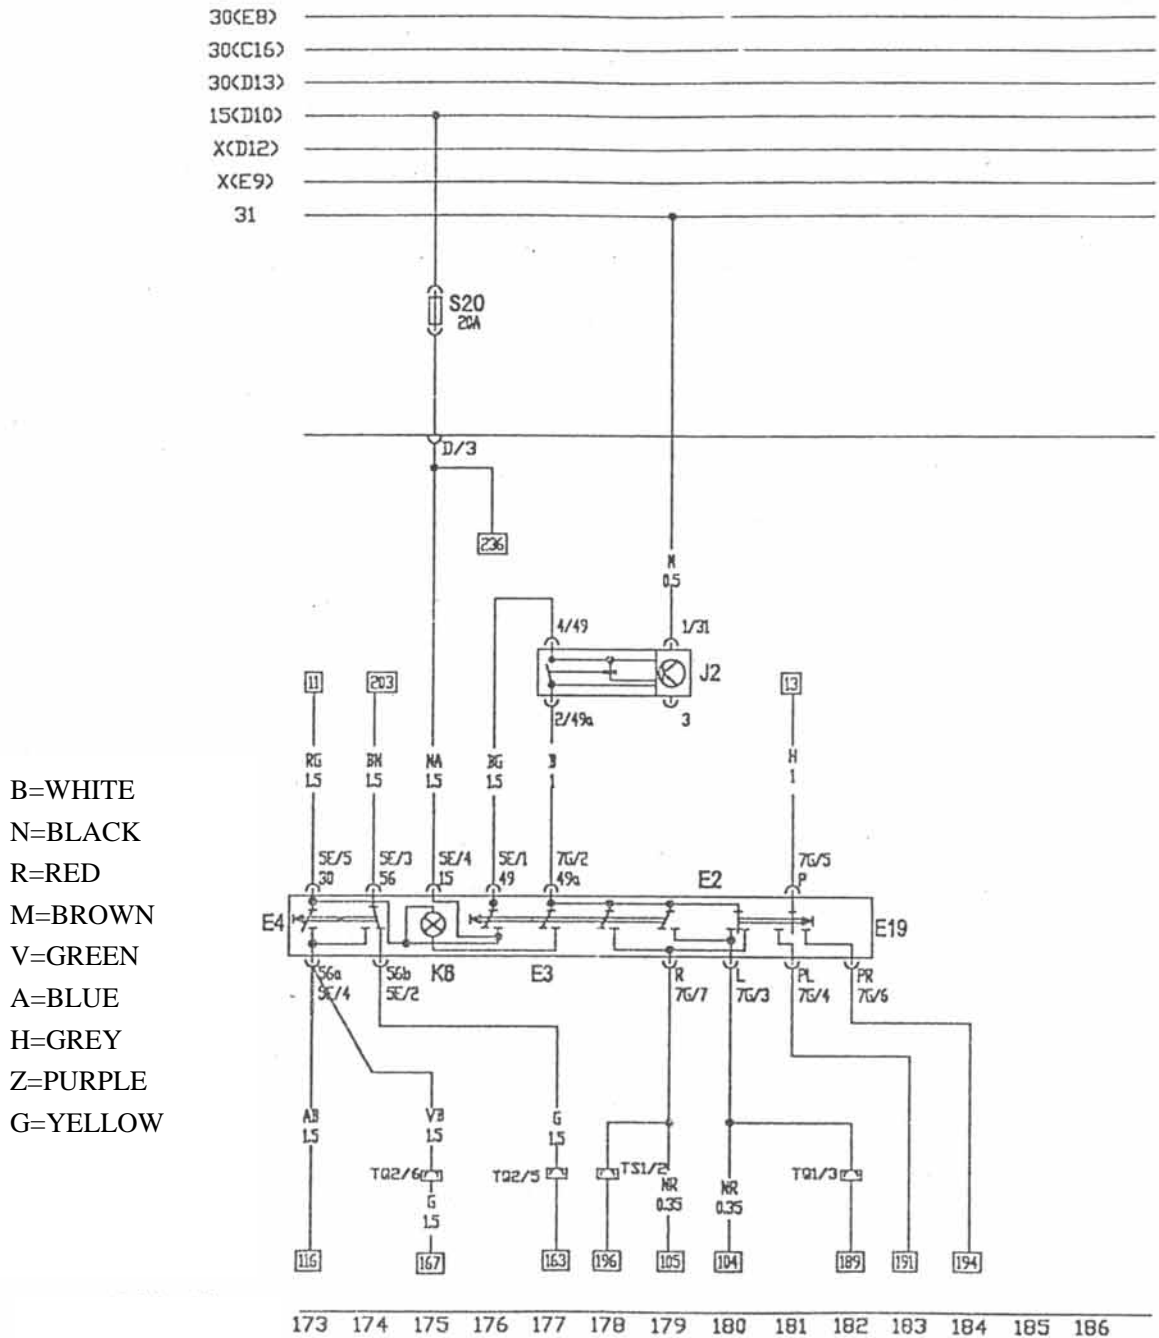 30(E8)
30(C16)
30(D13)
15(D10)
X(D12)
X(E9)
31
S20
20A
D/3
236
M
0.5
4/49
1/31
J2
11
203
13
2/49a
3
RG
1.5
BN
1.5
NA
1.5
BG
1.5
B
1
H
1
B=WHITE
N=BLACK
R=RED
M=BROWN
V=GREEN
A=BLUE
H=GREY
Z=PURPLE
G=YELLOW
5E/5
30
5E/3
56
5E/4
15
5E/1
49
7G/2
49a
E2
7G/5
P
E4
E19
56a
5E/4
56b
5E/2
K6
E3
R
7G/7
L
7G/3
PL
7G/4
PR
7G/6
AB
1.5
VB
1.5
G
1.5
TQ2/6
TQ2/5
TS1/2
TQ1/3
G
1.5
NR
0.35
NR
0.35
116
167
163
196
105
104
189
191
194
173 174 175 176 177 178 179 180 181 182 183 184 185 186